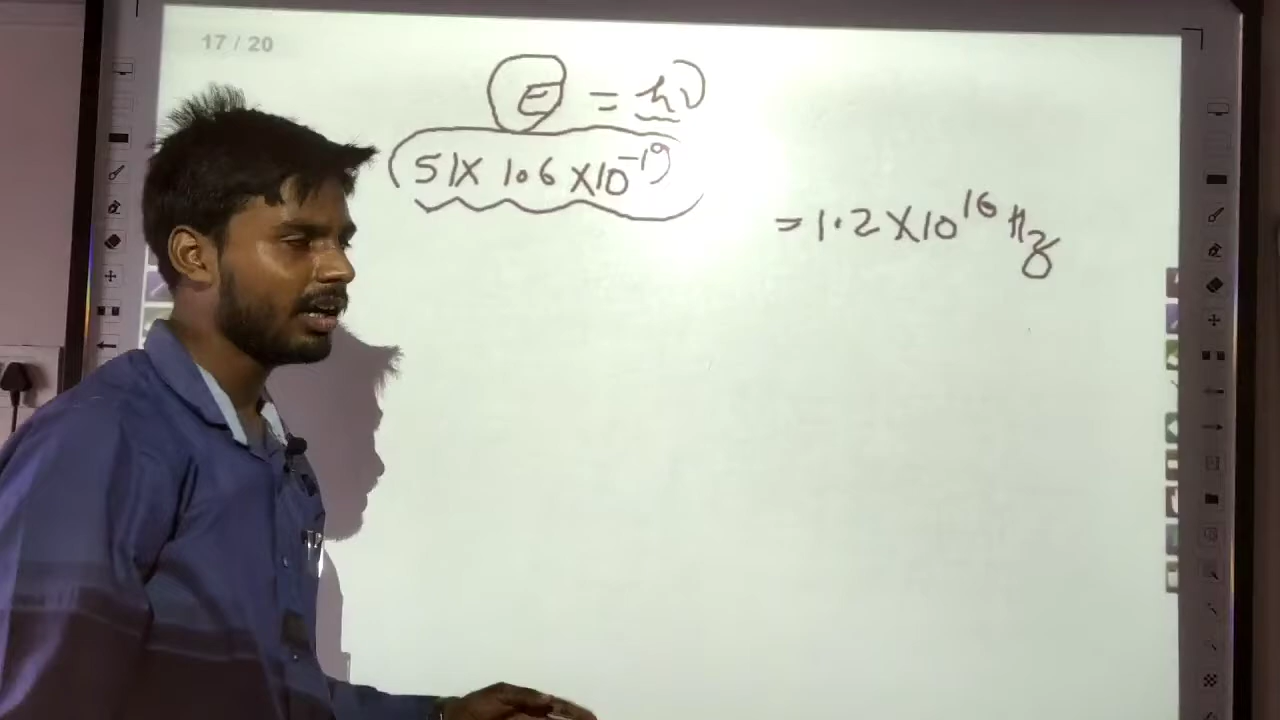 17 / 20
E = hν
51 × 1.6 × 10⁻¹⁹
= 1.2 × 10¹⁶ Hz